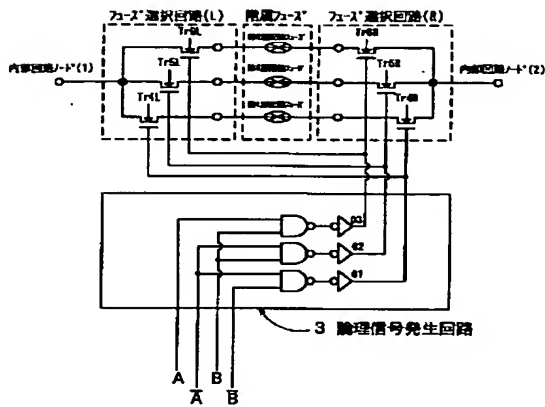 フューズ選択回路(L) 附属フューズ フューズ選択回路(R)
Tr6L Tr6R
内部回路ノード(1) Tr5L Tr5R 内部回路ノード(2)
Tr4L Tr4R
G3
G2
G1
3 論理信号発生回路
A A̅ B B̅